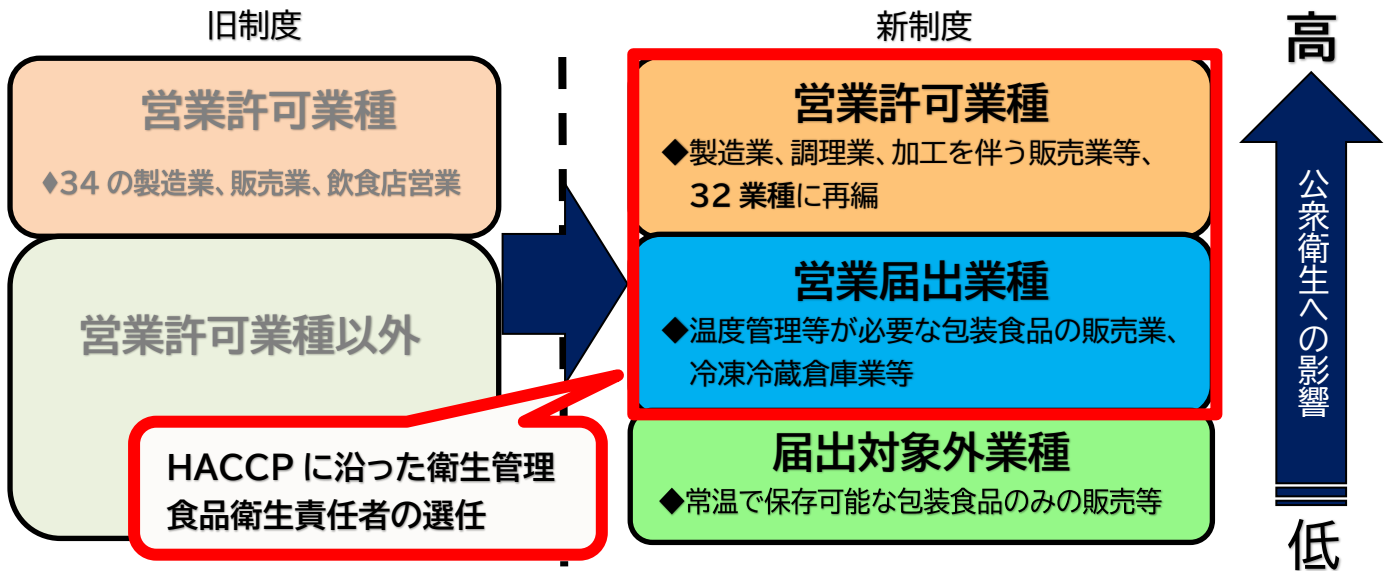 旧制度
営業許可業種
♦34 の製造業、販売業、飲食店営業
営業許可業種以外
HACCP に沿った衛生管理
食品衛生責任者の選任
新制度
営業許可業種
◆製造業、調理業、加工を伴う販売業等、
32 業種に再編
営業届出業種
◆温度管理等が必要な包装食品の販売業、
冷凍冷蔵倉庫業等
届出対象外業種
◆常温で保存可能な包装食品のみの販売等
高
公衆衛生への影響
低